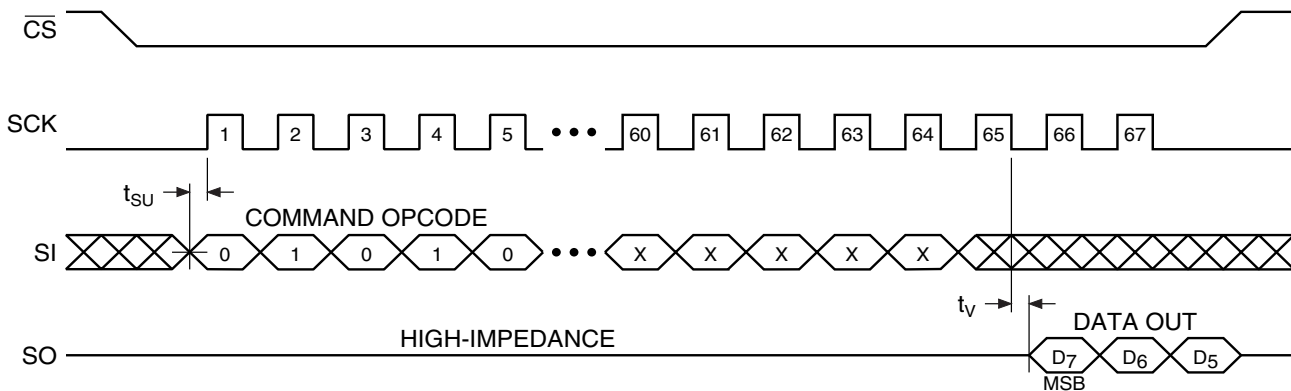 CS
SCK 1 2 3 4 5 ••• 60 61 62 63 64 65 66 67
tSU
COMMAND OPCODE
SI 0 1 0 1 0 ••• X X X X X
tV
HIGH-IMPEDANCE DATA OUT
SO D7 D6 D5
MSB